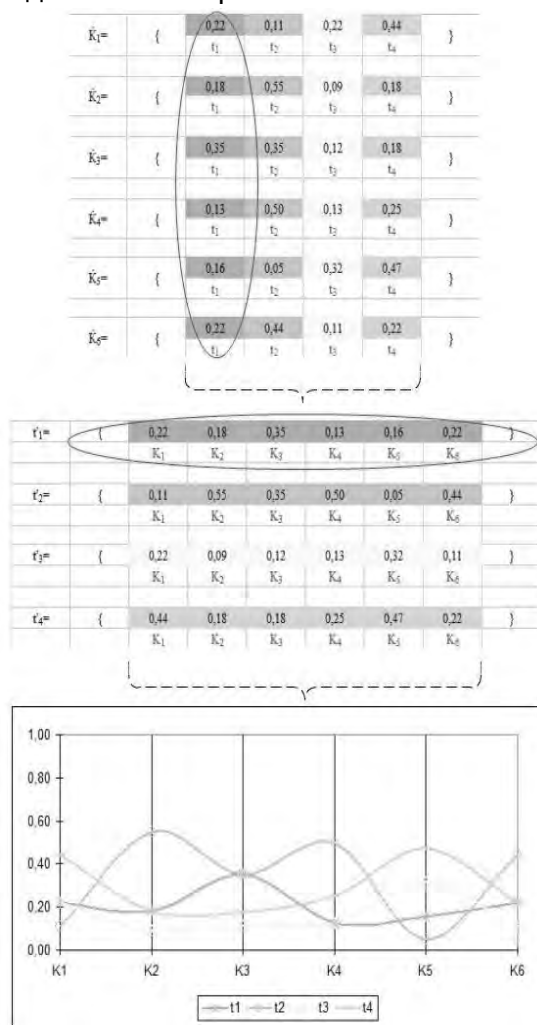 K̇₁= { 0,22 0,11 0,22 0,44 }
t₁ t₂ t₃ t₄
K̇₂= { 0,18 0,55 0,09 0,18 }
t₁ t₂ t₃ t₄
K̇₃= { 0,35 0,35 0,12 0,18 }
t₁ t₂ t₃ t₄
K̇₄= { 0,13 0,50 0,13 0,25 }
t₁ t₂ t₃ t₄
K̇₅= { 0,16 0,05 0,32 0,47 }
t₁ t₂ t₃ t₄
K̇₆= { 0,22 0,44 0,11 0,22 }
t₁ t₂ t₃ t₄
t'₁= { 0,22 0,18 0,35 0,13 0,16 0,22 }
K₁ K₂ K₃ K₄ K₅ K₆
t'₂= { 0,11 0,55 0,35 0,50 0,05 0,44 }
K₁ K₂ K₃ K₄ K₅ K₆
t'₃= { 0,22 0,09 0,12 0,13 0,32 0,11 }
K₁ K₂ K₃ K₄ K₅ K₆
t'₄= { 0,44 0,18 0,18 0,25 0,47 0,22 }
K₁ K₂ K₃ K₄ K₅ K₆
1,00
0,80
0,60
0,40
0,20
0,00
K1 K2 K3 K4 K5 K6
t1 t2 t3 t4